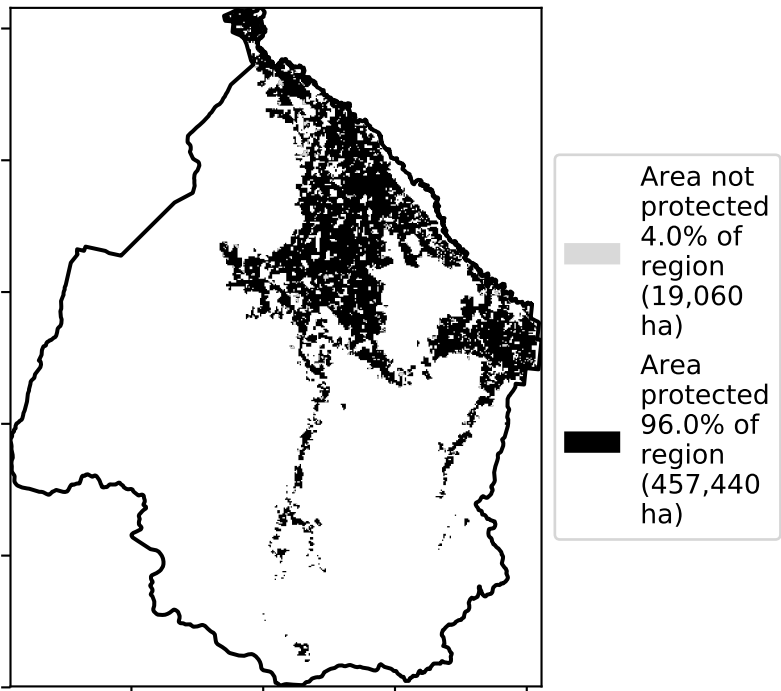 Area not
protected
4.0% of
region
(19,060
ha)
Area
protected
96.0% of
region
(457,440
ha)